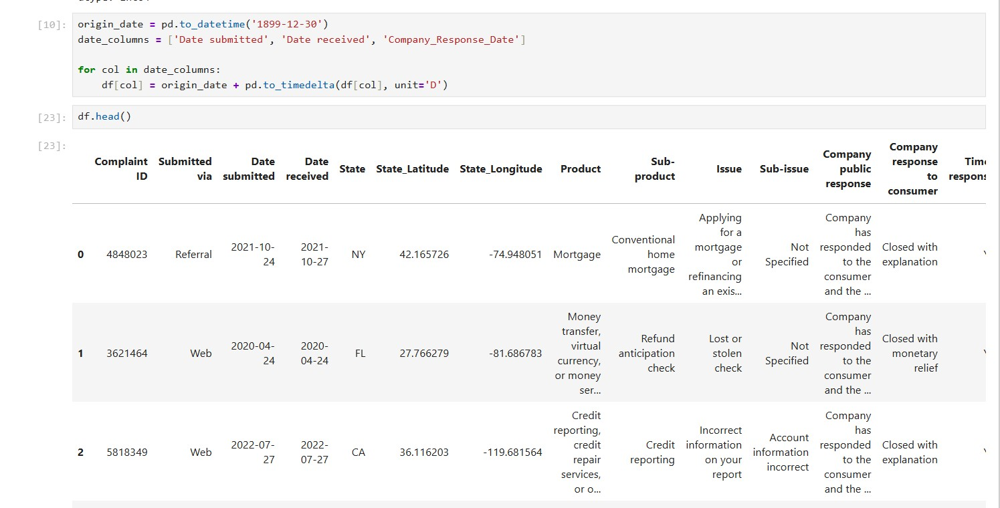 [10]: origin_date = pd.to_datetime('1899-12-30')
date_columns = ['Date submitted', 'Date received', 'Company_Response_Date']
for col in date_columns:
    df[col] = origin_date + pd.to_timedelta(df[col], unit='D')
[23]: df.head()
[23]:
Complaint ID Submitted via Date submitted Date received State State_Latitude State_Longitude Product Sub-product Issue Sub-issue Company public response Company response to consumer
0 4848023 Referral 2021-10-24 2021-10-27 NY 42.165726 -74.948051 Mortgage Conventional home mortgage Applying for a mortgage or refinancing an exis... Not Specified Company has responded to the consumer and the ... Closed with explanation
1 3621464 Web 2020-04-24 2020-04-24 FL 27.766279 -81.686783 Money transfer, virtual currency, or money ser... Refund anticipation check Lost or stolen check Not Specified Company has responded to the consumer and the ... Closed with monetary relief
2 5818349 Web 2022-07-27 2022-07-27 CA 36.116203 -119.681564 Credit reporting, credit repair services, or o... Credit reporting Incorrect information on your report Account information incorrect Company has responded to the consumer and the ... Closed with explanation